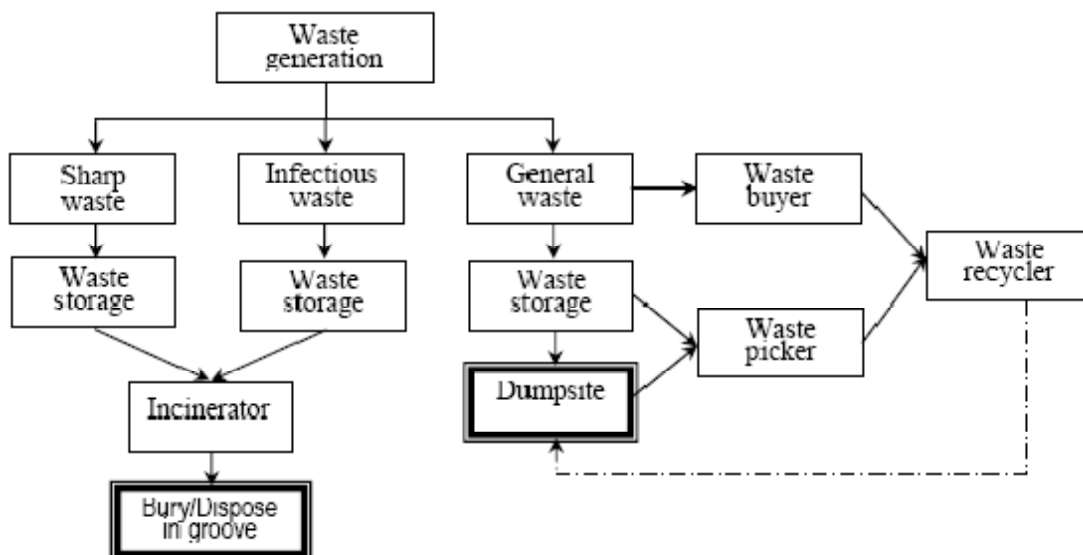 Waste
generation
Sharp
waste
Infectious
waste
General
waste
Waste
buyer
Waste
recycler
Waste
storage
Waste
storage
Waste
storage
Waste
picker
Incinerator
Dumpsite
Bury/Dispose
in groove